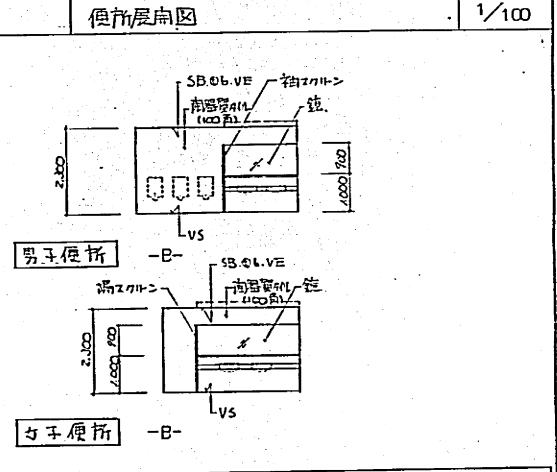 便所展開図 1/100
SB.OG.VE
袖スクリーン
陶器質タイル
(100角)
鏡
2,300
900
1,000
VS
男子便所 -B-
SB.OG.VE
隔スクリーン
陶器質タイル
(100角)
鏡
2,300
900
1,000
VS
女子便所 -B-